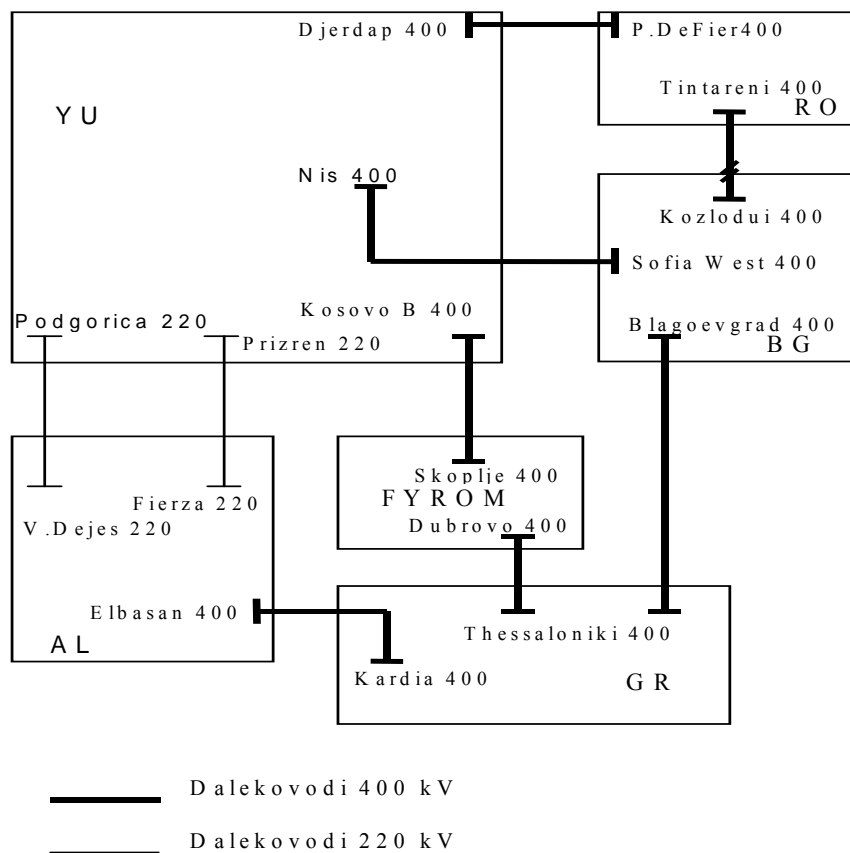 Djerdap 400
P.DeFier400
Tintareni 400
RO
YU
Nis 400
Kozlodui 400
Sofia West 400
Kosovo B 400
Podgorica 220
Prizren 220
Blagoevgrad 400
BG
Skoplje 400
FYROM
Fierza 220
Dubrovo 400
V.Dejes 220
Elbasan 400
AL
Thessaloniki 400
Kardia 400
GR
Dalekovodi 400 kV
Dalekovodi 220 kV